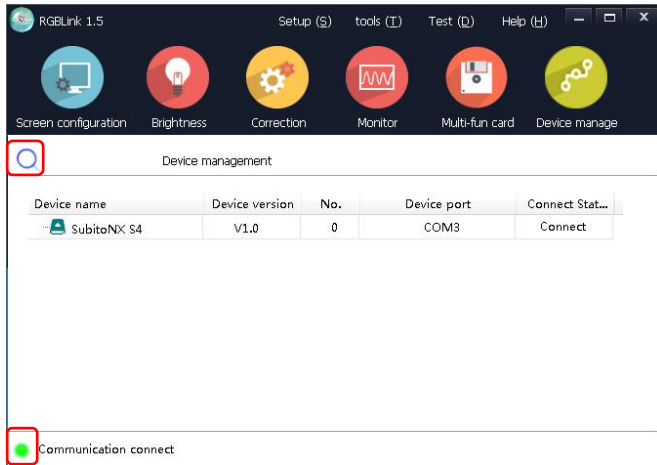 RGBLink 1.5 Setup (S) tools (T) Test (D) Help (H)
Screen configuration Brightness Correction Monitor Multi-fun card Device manage
Device management
Device name Device version No. Device port Connect Stat...
SubitoNX S4 V1.0 0 COM3 Connect
Communication connect